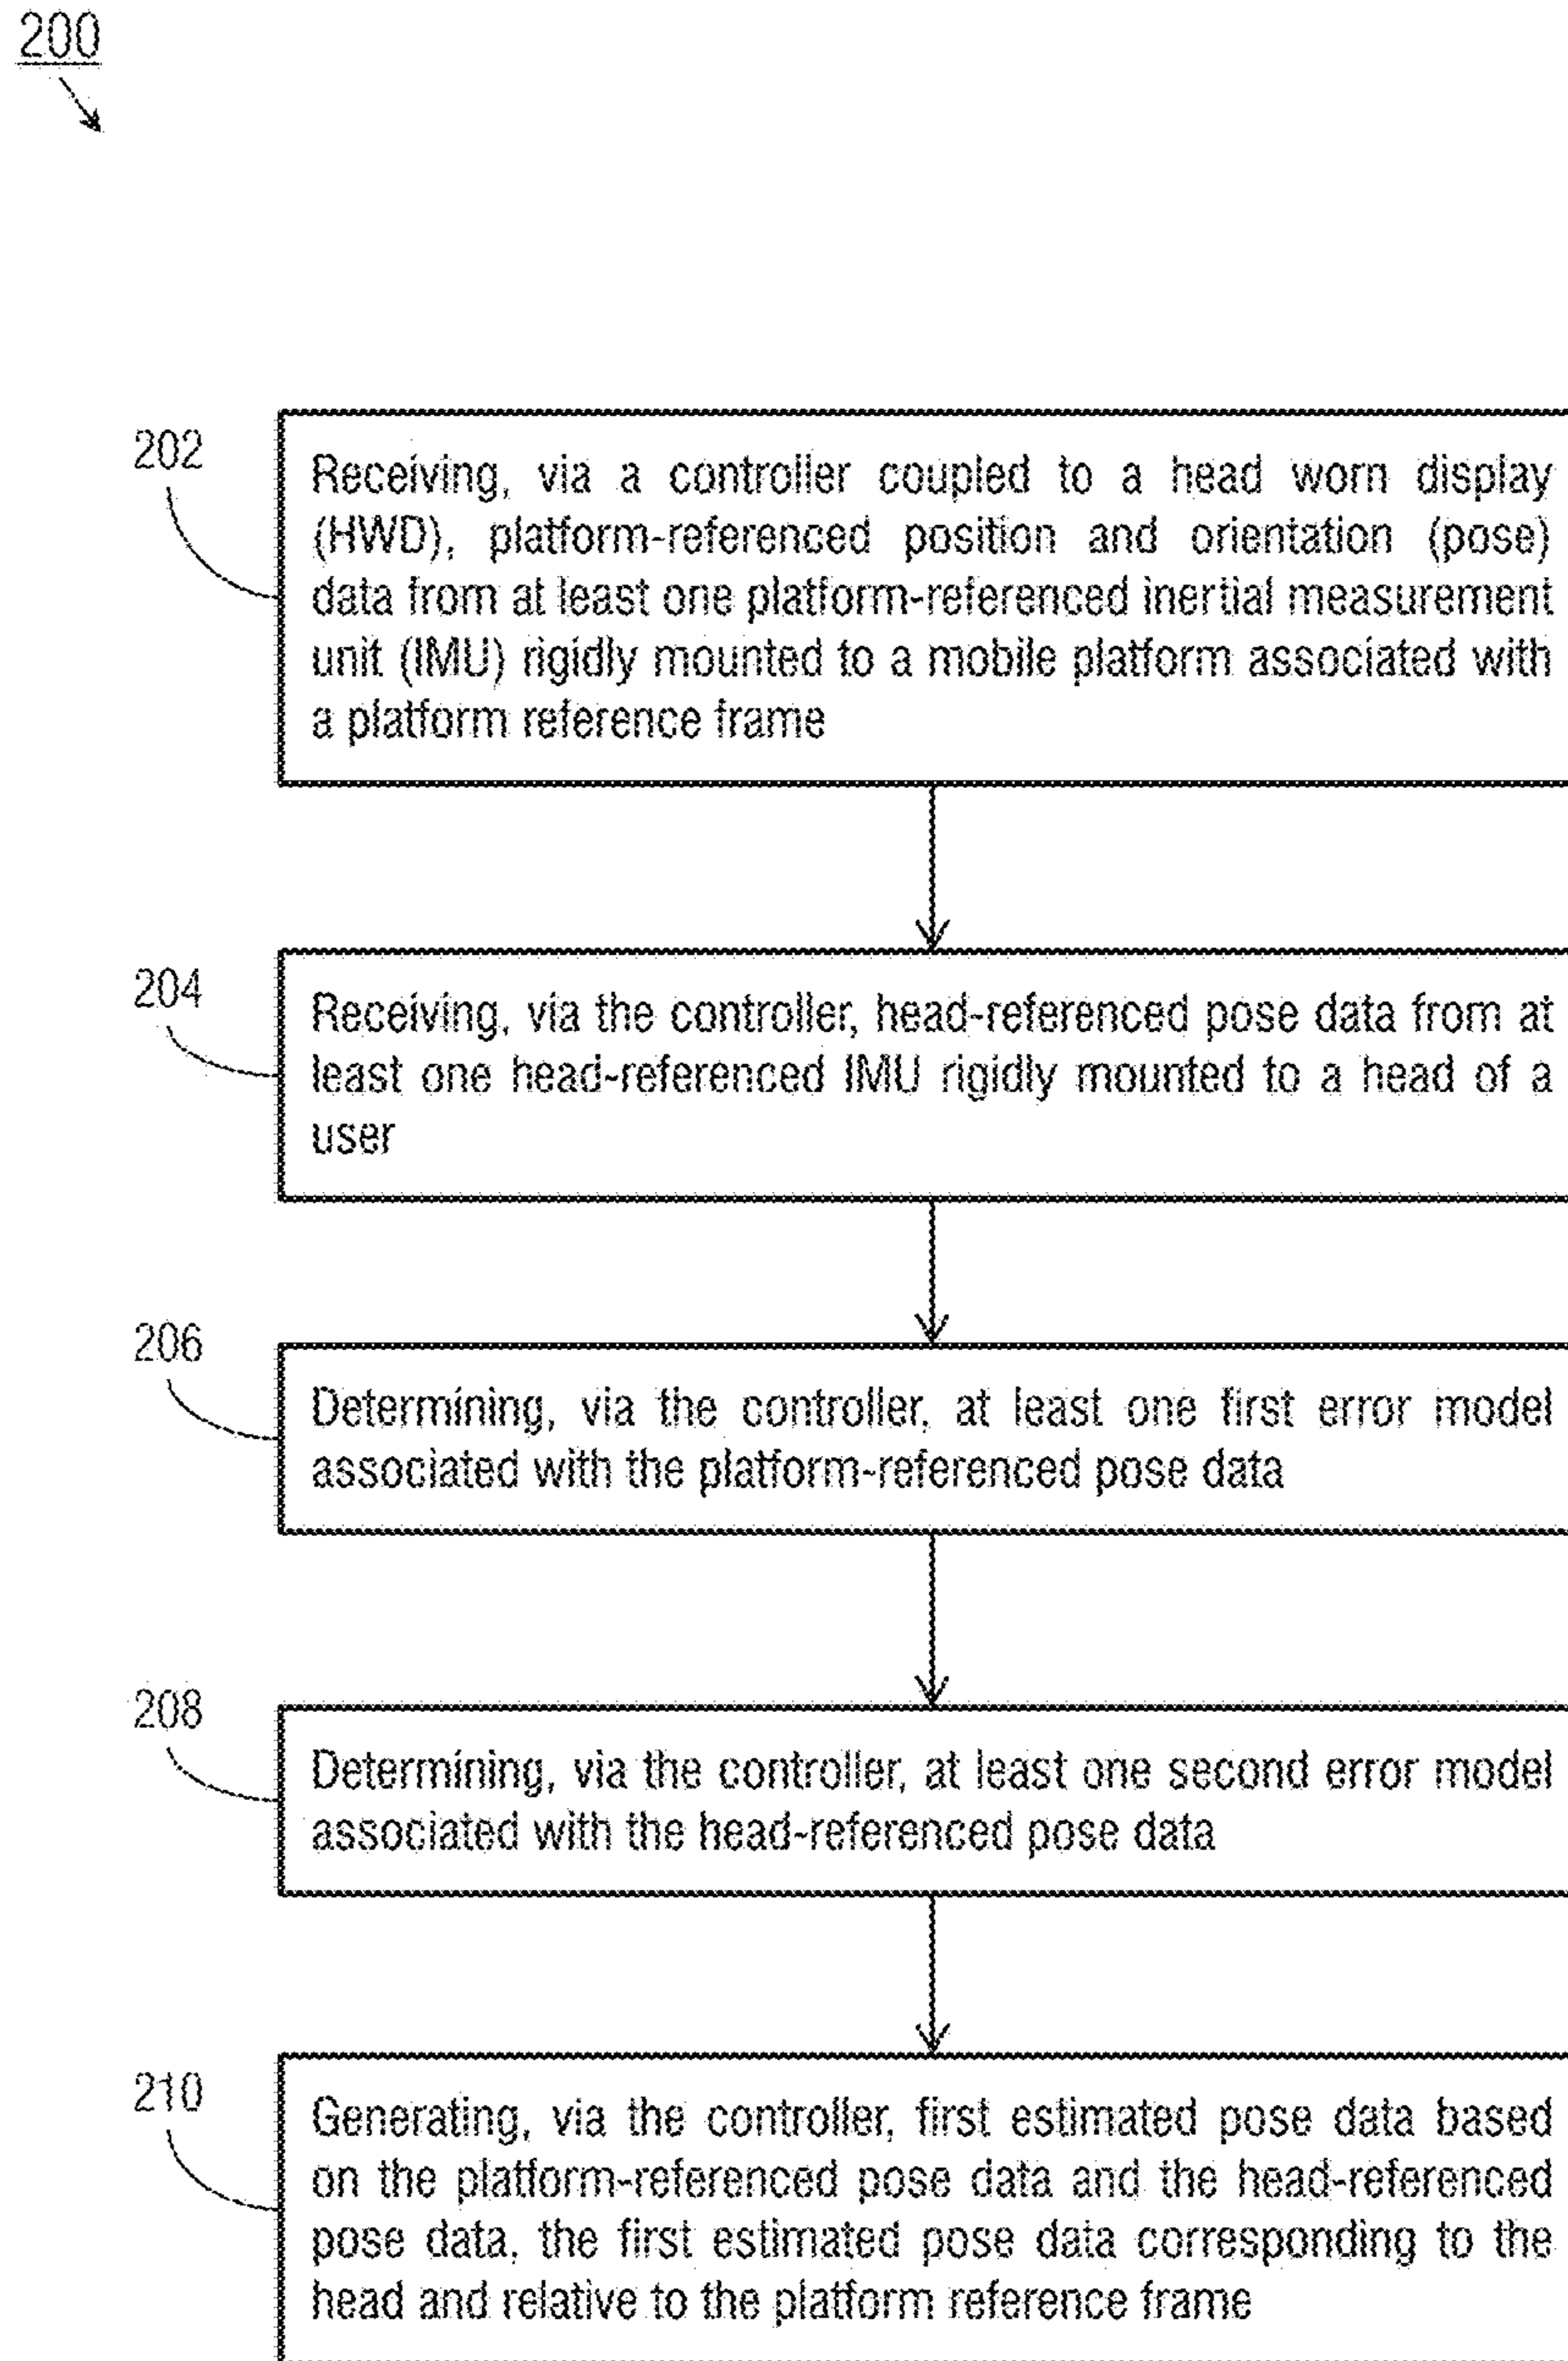 200
202
Receiving, via a controller coupled to a head worn display
(HWD), platform-referenced position and orientation (pose)
data from at least one platform-referenced inertial measurement
unit (IMU) rigidly mounted to a mobile platform associated with
a platform reference frame
204
Receiving, via the controller, head-referenced pose data from at
least one head-referenced IMU rigidly mounted to a head of a
user
206
Determining, via the controller, at least one first error model
associated with the platform-referenced pose data
208
Determining, via the controller, at least one second error model
associated with the head-referenced pose data
210
Generating, via the controller, first estimated pose data based
on the platform-referenced pose data and the head-referenced
pose data, the first estimated pose data corresponding to the
head and relative to the platform reference frame